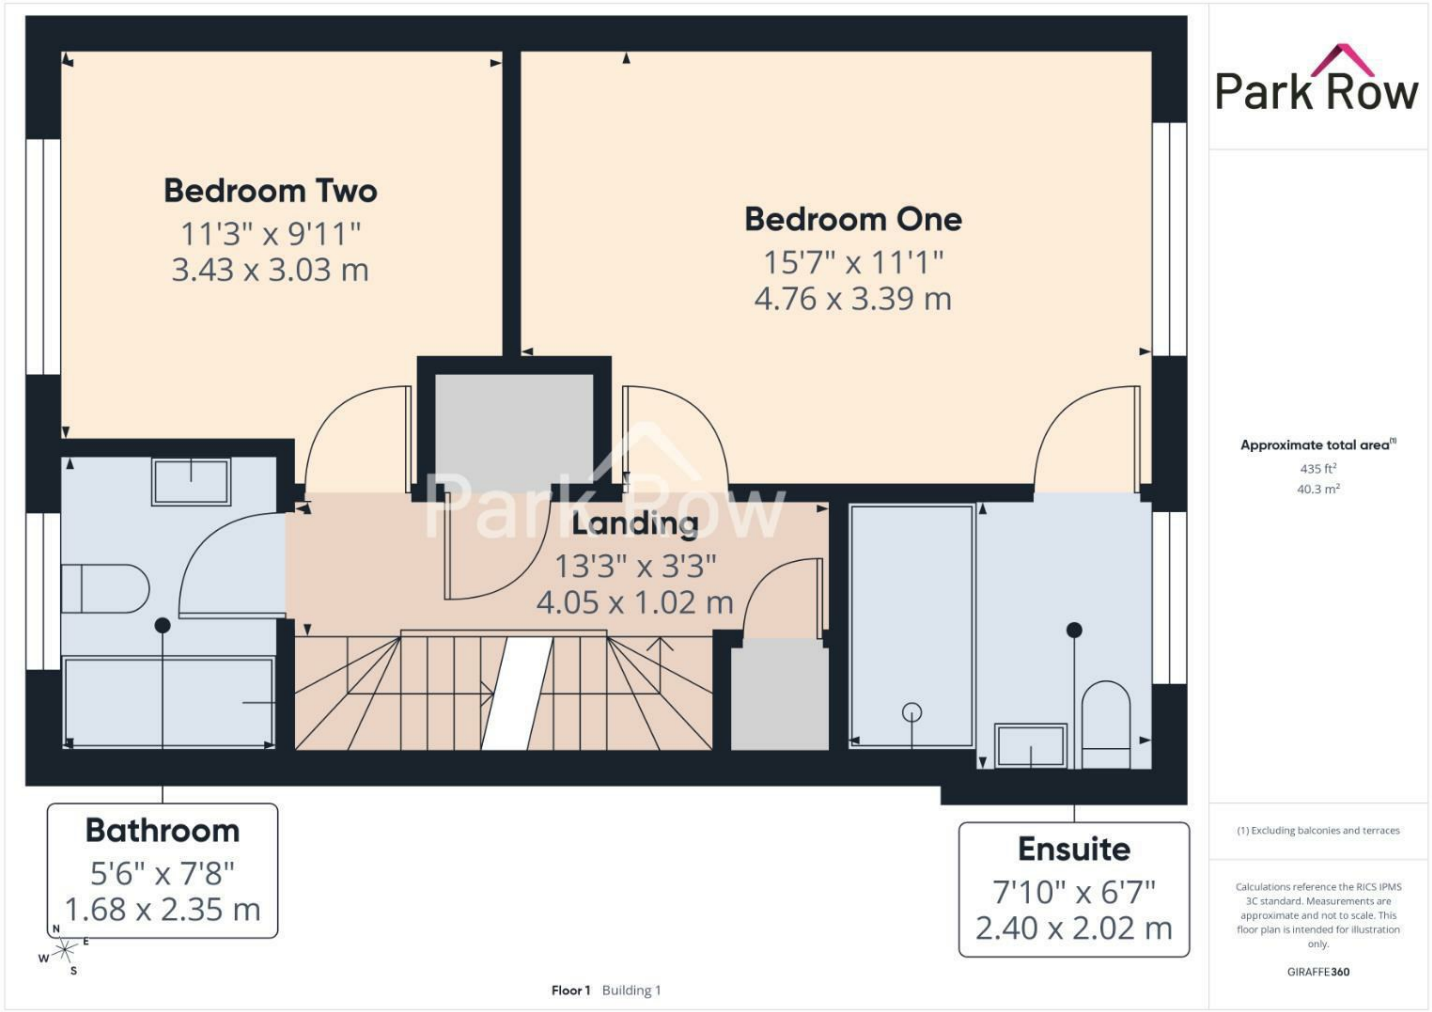 Park Row
Bedroom Two
11'3" x 9'11"
3.43 x 3.03 m
Bedroom One
15'7" x 11'1"
4.76 x 3.39 m
Park Row
Landing
13'3" x 3'3"
4.05 x 1.02 m
Bathroom
5'6" x 7'8"
1.68 x 2.35 m
Ensuite
7'10" x 6'7"
2.40 x 2.02 m
N
E
W
S
Floor 1 Building 1
Approximate total area(1)
435 ft²
40.3 m²
(1) Excluding balconies and terraces
Calculations reference the RICS IPMS
3C standard. Measurements are
approximate and not to scale. This
floor plan is intended for illustration
only.
GIRAFFE360